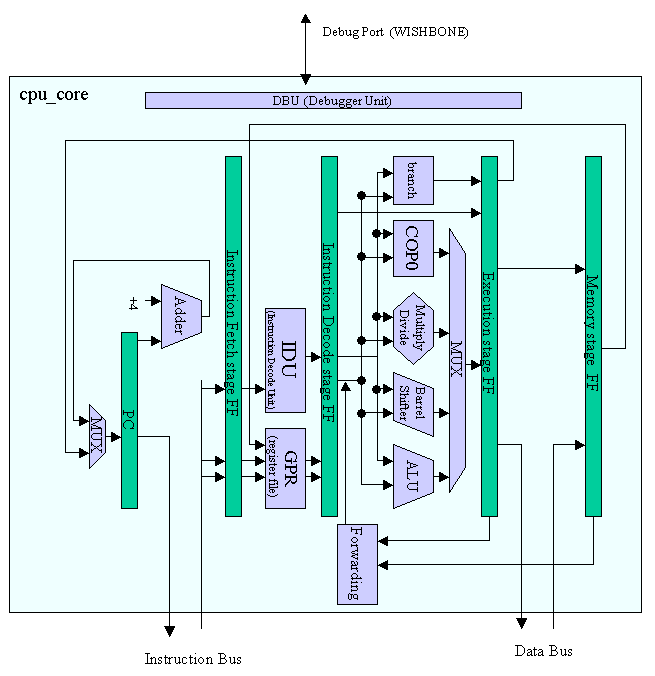 Debug Port (WISHBONE)
cpu_core
DBU (Debugger Unit)
branch
COP0
Multiply
Divide
Barrel
Shifter
ALU
MUX
Instruction Fetch stage FF
Instruction Decode stage FF
Execution stage FF
Memory stage FF
+4
Adder
PC
MUX
IDU
(Instruction Decode Unit)
GPR
(register file)
Forwarding
Instruction Bus
Data Bus